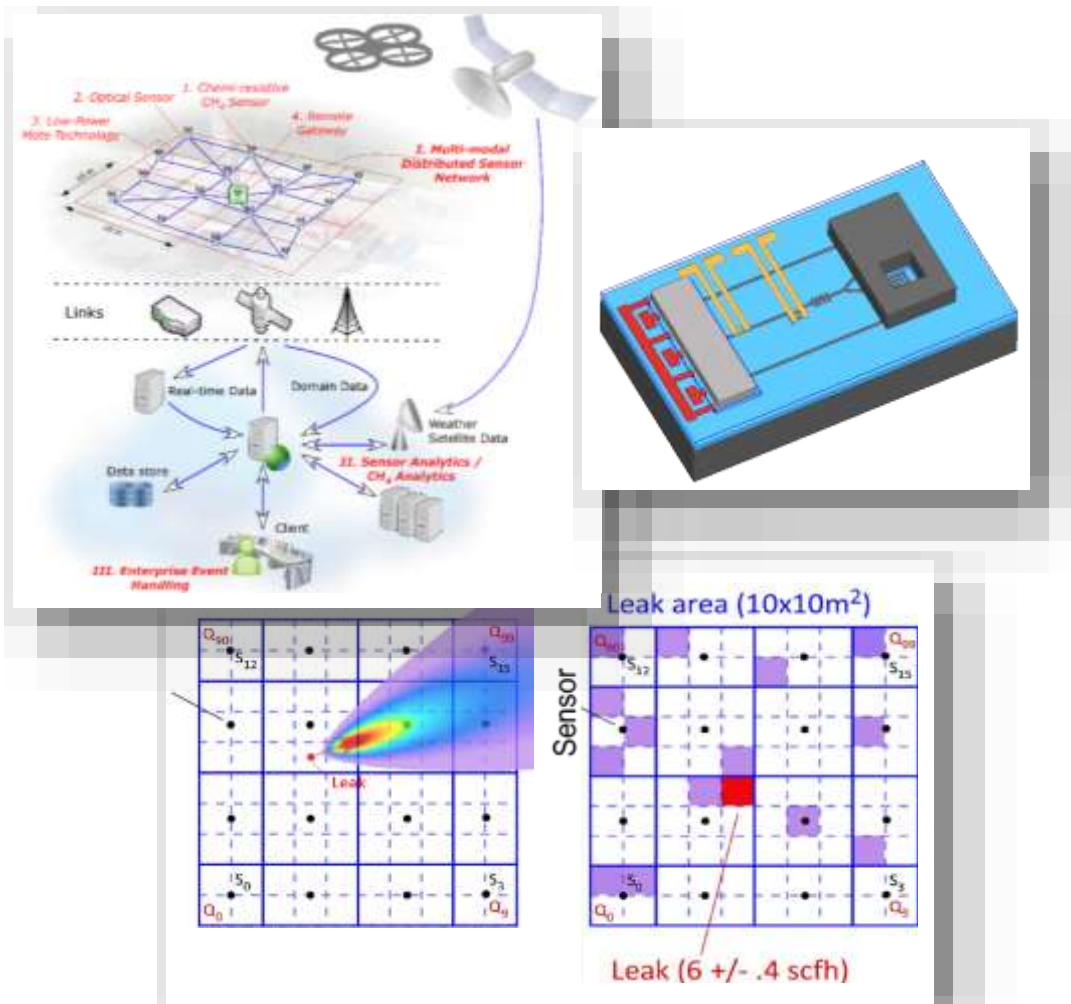 1. Chemi-resistive
CH₄ Sensor
2. Optical Sensor
3. Low-Power
Mote Technology
4. Remote
Gateway
I. Multi-modal
Distributed Sensor
Network
Links
Real-time Data
Domain Data
Weather
Satellite Data
II. Sensor Analytics /
CH₄ Analytics
Data store
Client
III. Enterprise Event
Handling
Q₉₀
S₁₂
Q₉₉
S₁₅
Leak
S₀
Q₀
S₃
Q₉
Leak area (10x10m²)
Q₉₀
S₁₂
Q₉₉
S₁₅
Sensor
S₀
Q₀
S₃
Q₉
Leak (6 +/- .4 scfh)